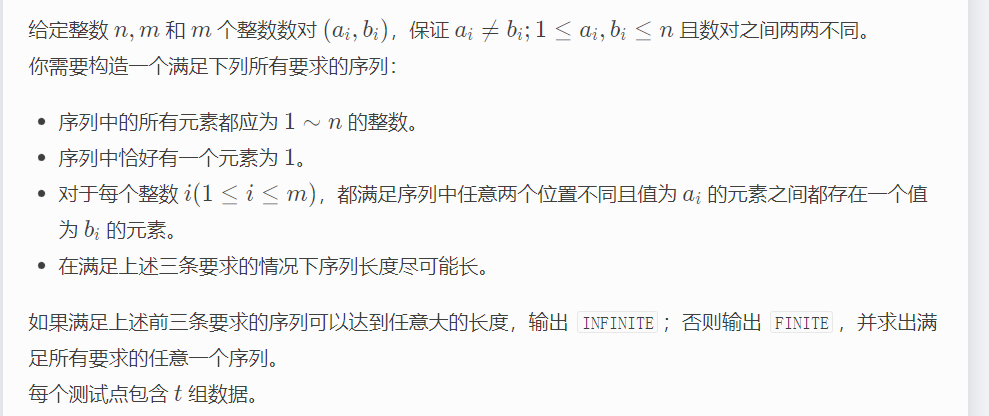 给定整数 n, m 和 m 个整数数对 (a_i, b_i)，保证 a_i ≠ b_i; 1 ≤ a_i, b_i ≤ n 且数对之间两两不同。
你需要构造一个满足下列所有要求的序列：
• 序列中的所有元素都应为 1 ∼ n 的整数。
• 序列中恰好有一个元素为 1。
• 对于每个整数 i(1 ≤ i ≤ m)，都满足序列中任意两个位置不同且值为 a_i 的元素之间都存在一个值
为 b_i 的元素。
• 在满足上述三条要求的情况下序列长度尽可能长。
如果满足上述前三条要求的序列可以达到任意大的长度，输出 INFINITE；否则输出 FINITE，并求出满
足所有要求的任意一个序列。
每个测试点包含 t 组数据。